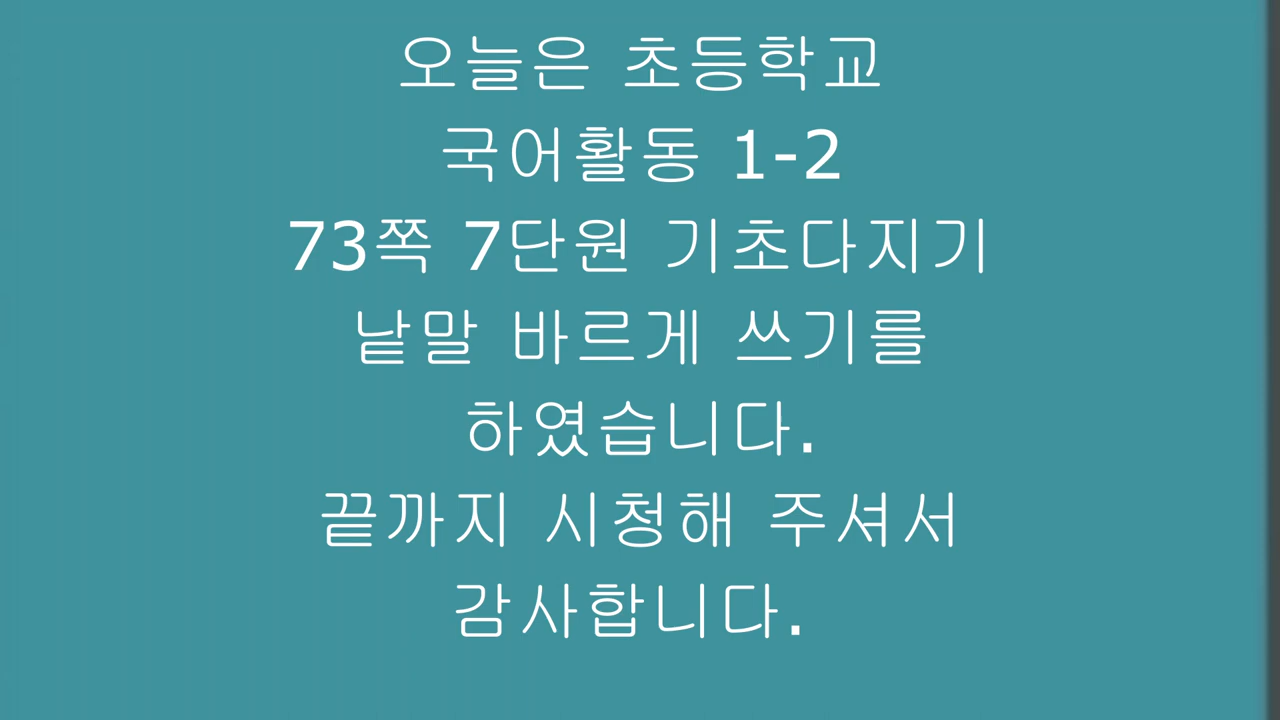 오늘은 초등학교
국어활동 1-2
73쪽 7단원 기초다지기
낱말 바르게 쓰기를
하였습니다.
끝까지 시청해 주셔서
감사합니다.